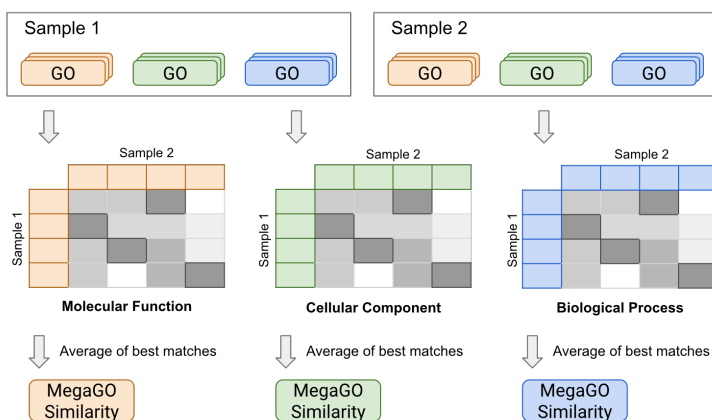 Sample 1
GO GO GO
Sample 2
GO GO GO
Sample 2
Sample 1
Molecular Function
Sample 2
Sample 1
Cellular Component
Sample 2
Sample 1
Biological Process
Average of best matches
Average of best matches
Average of best matches
MegaGO
Similarity
MegaGO
Similarity
MegaGO
Similarity